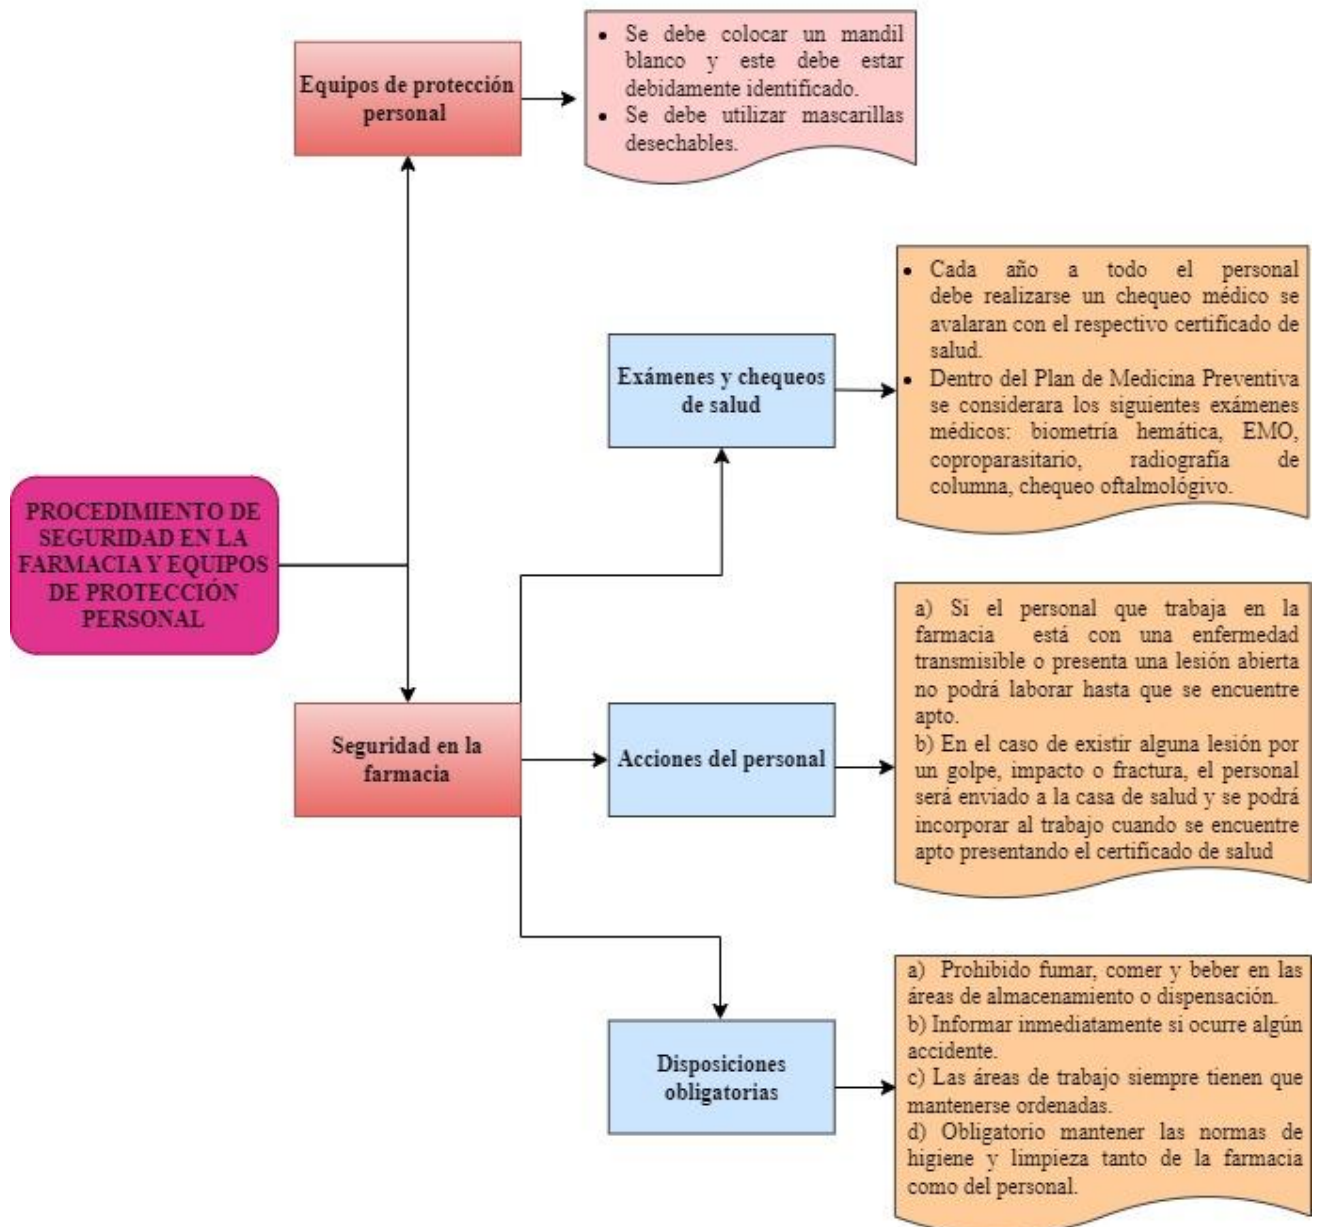 PROCEDIMIENTO DE
SEGURIDAD EN LA
FARMACIA Y EQUIPOS
DE PROTECCIÓN
PERSONAL
Equipos de protección
personal
• Se debe colocar un mandil
blanco y este debe estar
debidamente identificado.
• Se debe utilizar mascarillas
desechables.
Seguridad en la
farmacia
Exámenes y chequeos
de salud
• Cada año a todo el personal
debe realizarse un chequeo médico se
avalaran con el respectivo certificado de
salud.
• Dentro del Plan de Medicina Preventiva
se considerara los siguientes exámenes
médicos: biometría hemática, EMO,
coproparasitario, radiografía de
columna, chequeo oftalmológivo.
Acciones del personal
a) Si el personal que trabaja en la
farmacia está con una enfermedad
transmisible o presenta una lesión abierta
no podrá laborar hasta que se encuentre
apto.
b) En el caso de existir alguna lesión por
un golpe, impacto o fractura, el personal
será enviado a la casa de salud y se podrá
incorporar al trabajo cuando se encuentre
apto presentando el certificado de salud
Disposiciones
obligatorias
a) Prohibido fumar, comer y beber en las
áreas de almacenamiento o dispensación.
b) Informar inmediatamente si ocurre algún
accidente.
c) Las áreas de trabajo siempre tienen que
mantenerse ordenadas.
d) Obligatorio mantener las normas de
higiene y limpieza tanto de la farmacia
como del personal.